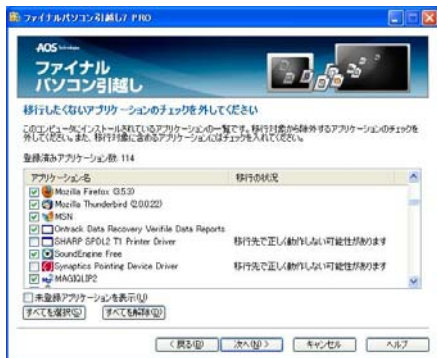 ファイナルパソコン引越し7 PRO
AOS Technologies
ファイナル
パソコン引越し
移行したくないアプリケーションのチェックを外してください
このコンピュータにインストールされているアプリケーションの一覧です。移行対象から除外するアプリケーションのチェックを
外してください。また、移行対象に含めるアプリケーションにはチェックを入れてください。
登録済みアプリケーション数: 114
アプリケーション名 移行の状況
Mozilla Firefox (3.5.3)
Mozilla Thunderbird (2.0.0.22)
MSN
Ontrack Data Recovery Verifile Data Reports
SHARP SPDL2 T1 Printer Driver 移行先で正しく動作しない可能性があります
SoundEngine Free
Synaptics Pointing Device Driver 移行先で正しく動作しない可能性があります
MAGIQLIP2
未登録アプリケーションを表示(U)
すべてを選択(S) すべてを解除(D)
< 戻る(B) 次へ(N) > キャンセル ヘルプ